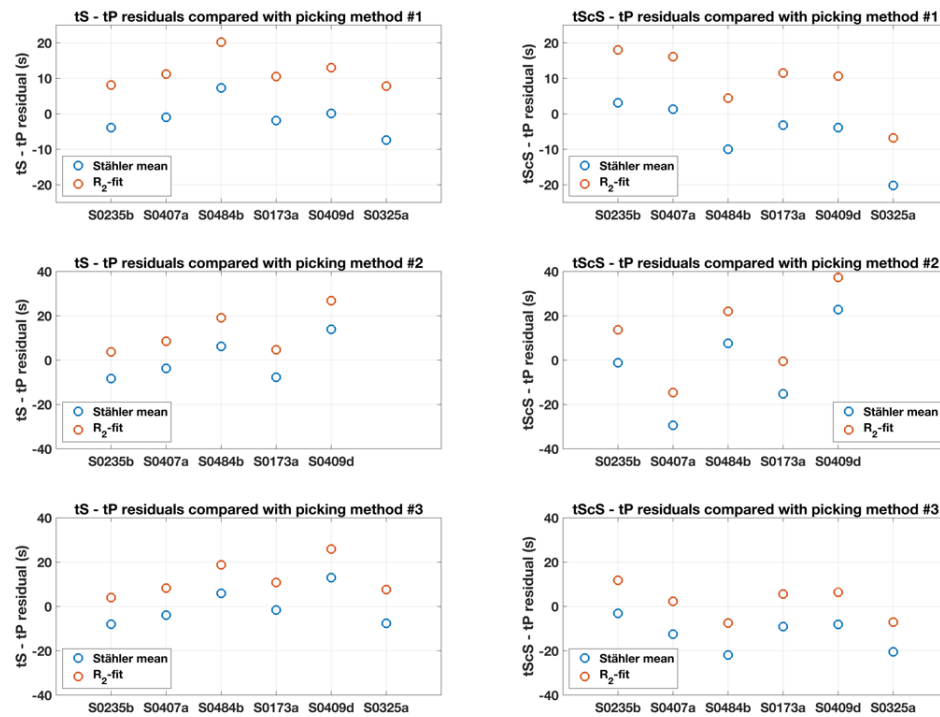 tS - tP residuals compared with picking method #1
tS - tP residual (s)
20
10
0
-10
-20
Stähler mean
R₂-fit
S0235b S0407a S0484b S0173a S0409d S0325a
tScS - tP residuals compared with picking method #1
tScS - tP residual (s)
20
10
0
-10
-20
Stähler mean
R₂-fit
S0235b S0407a S0484b S0173a S0409d S0325a
tS - tP residuals compared with picking method #2
tS - tP residual (s)
40
20
0
-20
-40
Stähler mean
R₂-fit
S0235b S0407a S0484b S0173a S0409d
tScS - tP residuals compared with picking method #2
tScS - tP residual (s)
40
20
0
-20
-40
Stähler mean
R₂-fit
S0235b S0407a S0484b S0173a S0409d
tS - tP residuals compared with picking method #3
tS - tP residual (s)
40
20
0
-20
-40
Stähler mean
R₂-fit
S0235b S0407a S0484b S0173a S0409d S0325a
tScS - tP residuals compared with picking method #3
tScS - tP residual (s)
40
20
0
-20
-40
Stähler mean
R₂-fit
S0235b S0407a S0484b S0173a S0409d S0325a